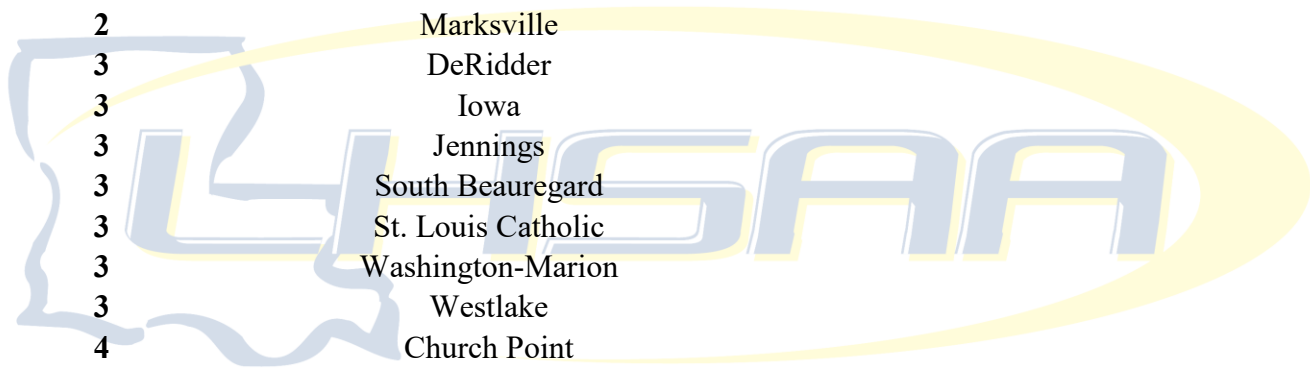 2 Marksville
3 DeRidder
3 Iowa
3 Jennings
3 South Beauregard
3 St. Louis Catholic
3 Washington-Marion
3 Westlake
4 Church Point
LHSAA